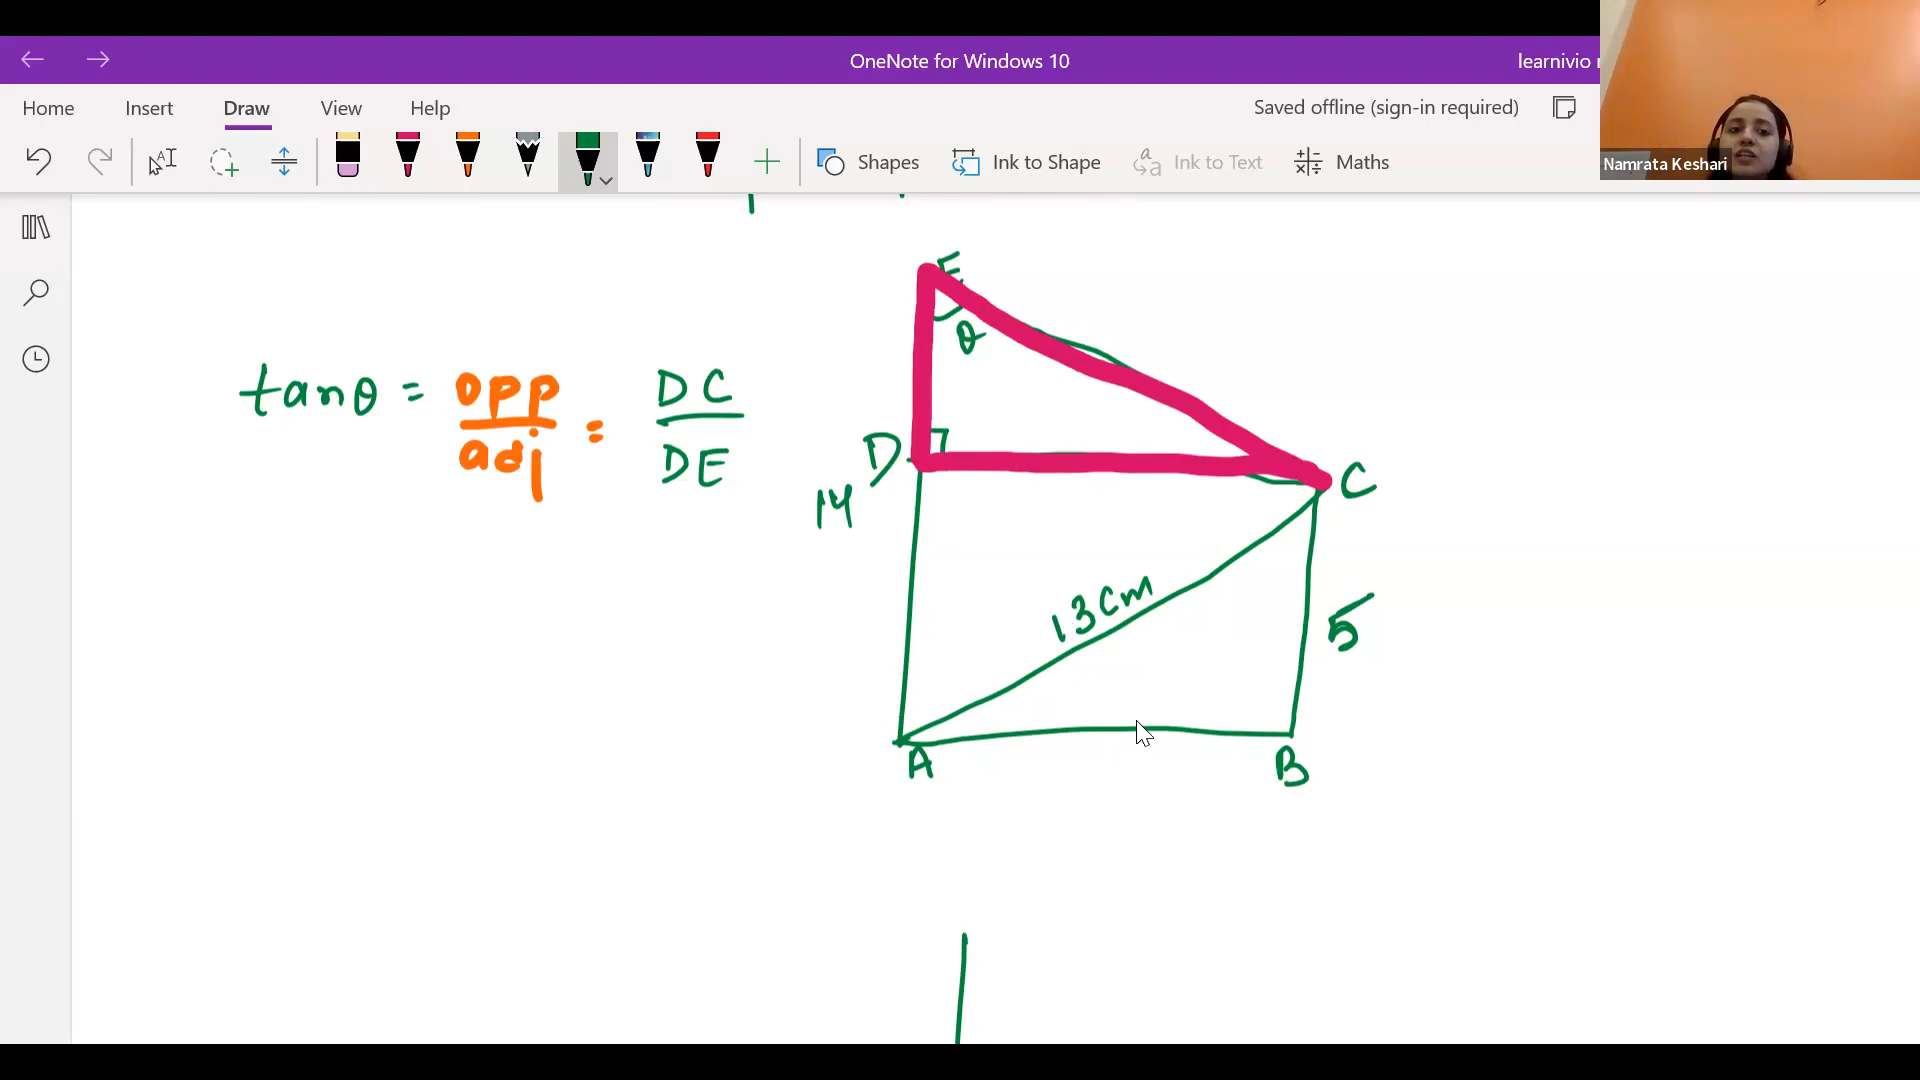 OneNote for Windows 10
learnivio
Home Insert Draw View Help
Saved offline (sign-in required)
Shapes Ink to Shape Ink to Text Maths
Namrata Keshari
E
θ
tanθ = opp/adj = DC/DE
D
C
14
13cm
5
A
B